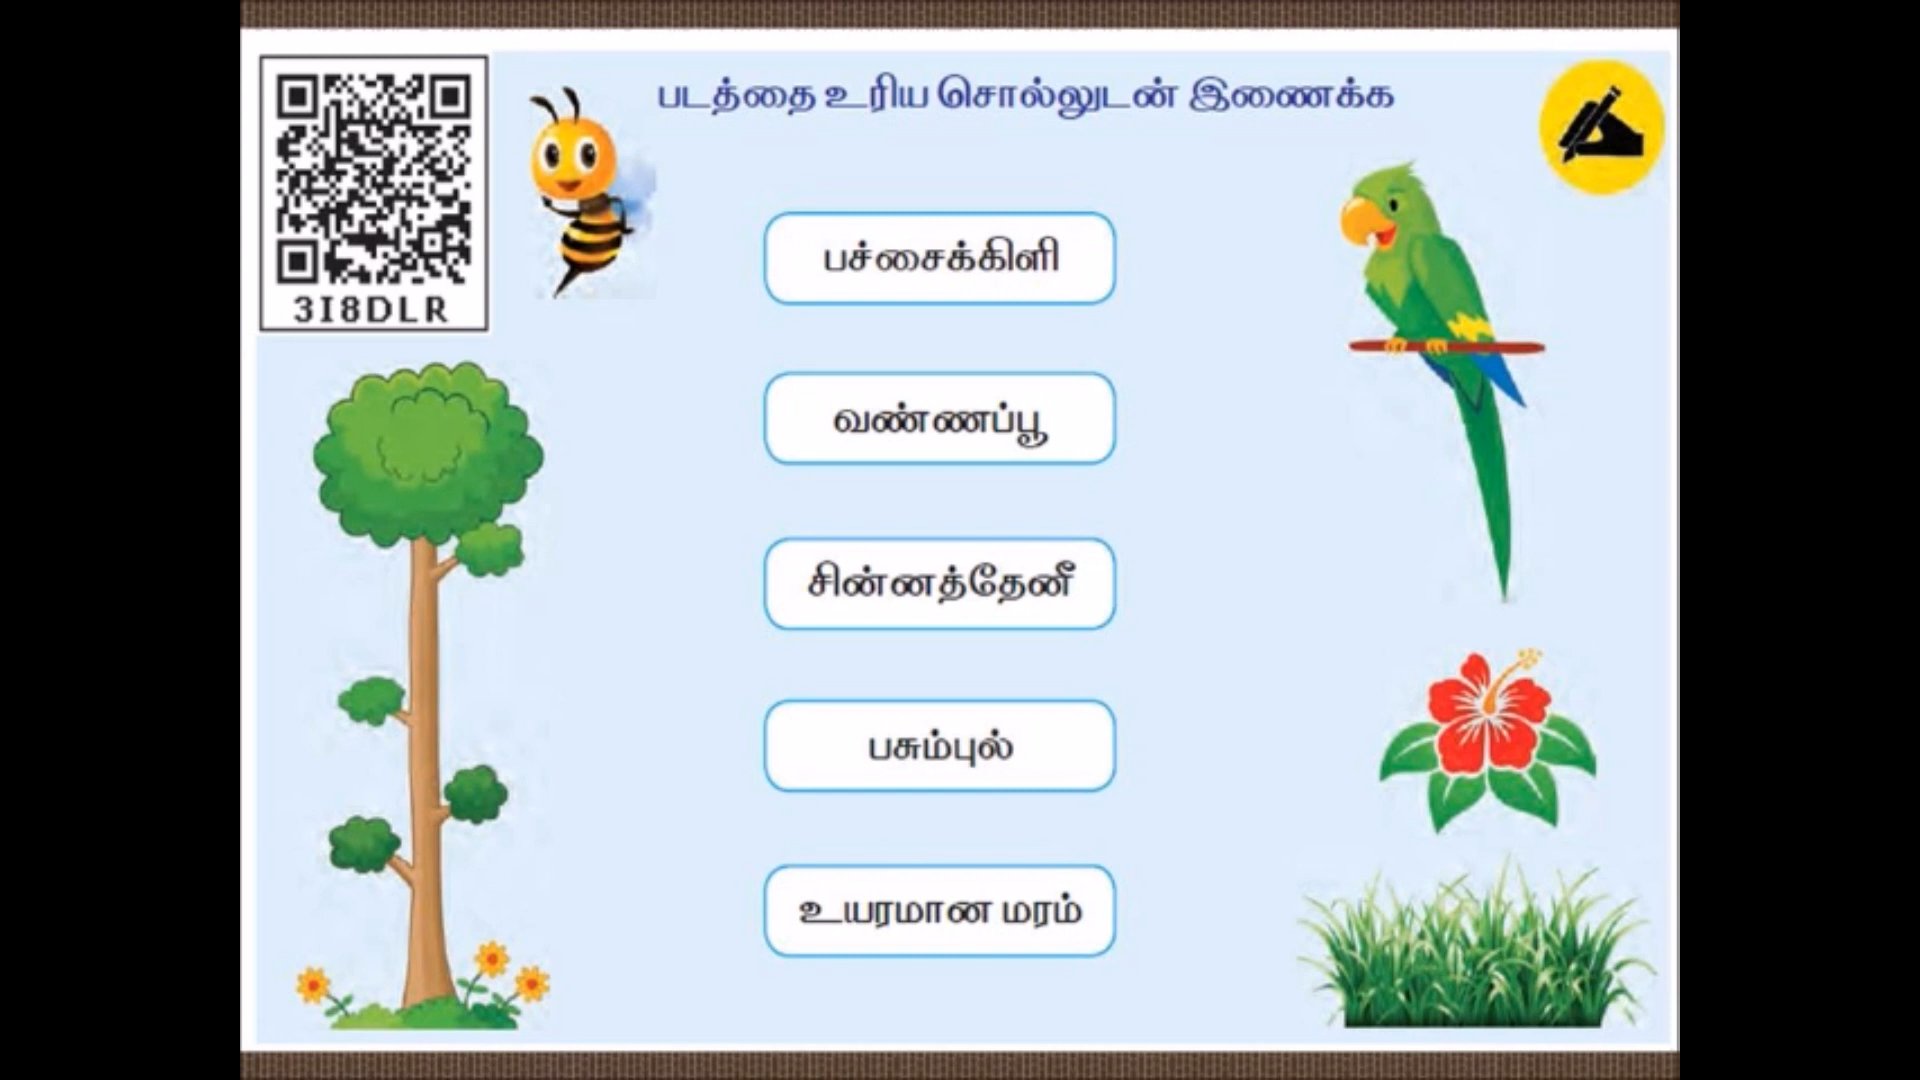 படத்தை உரிய சொல்லுடன் இணைக்க
3I8DLR
பச்சைக்கிளி
வண்ணப்பூ
சின்னத்தேனீ
பசும்புல்
உயரமான மரம்